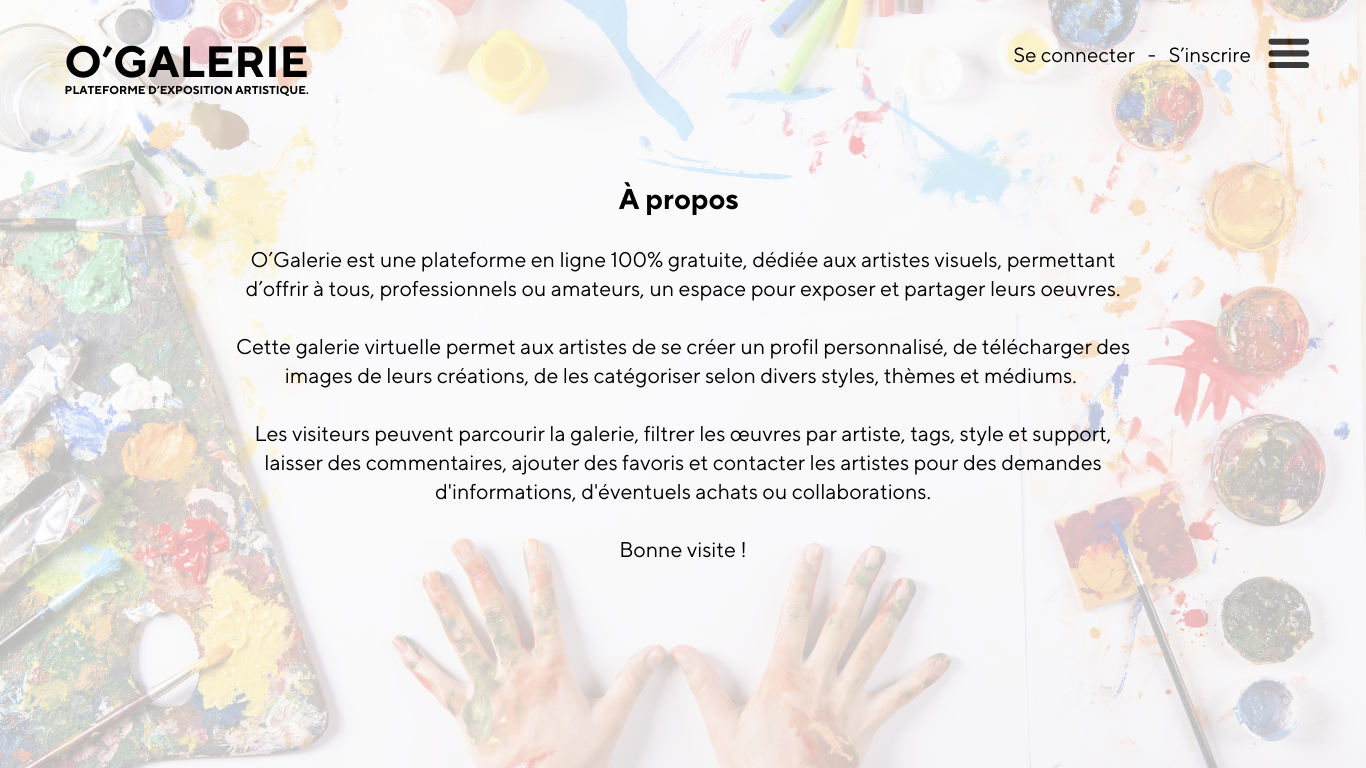 O’GALERIE
PLATEFORME D’EXPOSITION ARTISTIQUE.
Se connecter - S’inscrire
À propos
O’Galerie est une plateforme en ligne 100% gratuite, dédiée aux artistes visuels, permettant
d’offrir à tous, professionnels ou amateurs, un espace pour exposer et partager leurs oeuvres.
Cette galerie virtuelle permet aux artistes de se créer un profil personnalisé, de télécharger des
images de leurs créations, de les catégoriser selon divers styles, thèmes et médiums.
Les visiteurs peuvent parcourir la galerie, filtrer les œuvres par artiste, tags, style et support,
laisser des commentaires, ajouter des favoris et contacter les artistes pour des demandes
d'informations, d'éventuels achats ou collaborations.
Bonne visite !